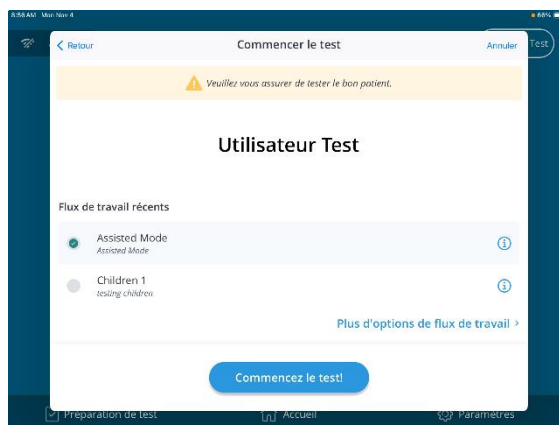 8:56 AM Mon Nov 4
66%
Test
Retour
Commencer le test
Annuler
Veuillez vous assurer de tester le bon patient.
Utilisateur Test
Flux de travail récents
Assisted Mode
Assisted Mode
Children 1
testing children
Plus d'options de flux de travail >
Commencez le test!
Préparation de test
Accueil
Paramètres